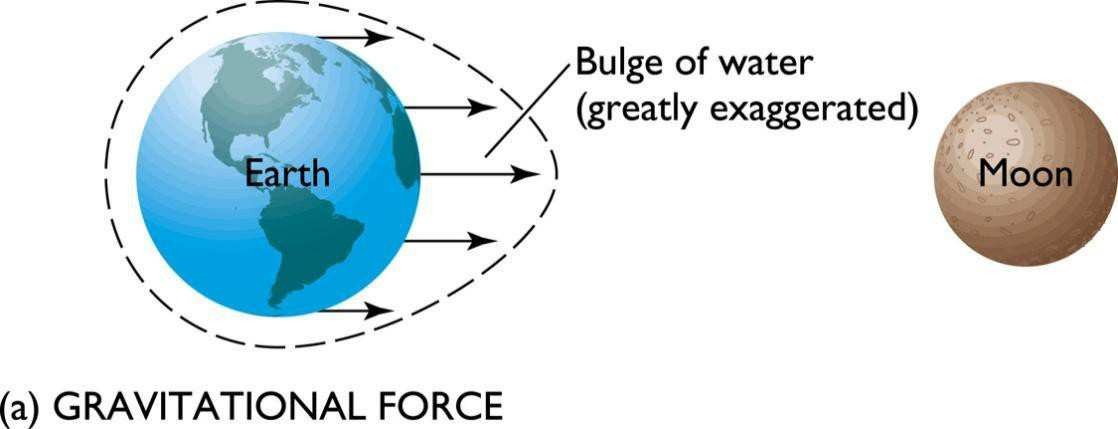 Bulge of water
(greatly exaggerated)
Earth
Moon
(a) GRAVITATIONAL FORCE